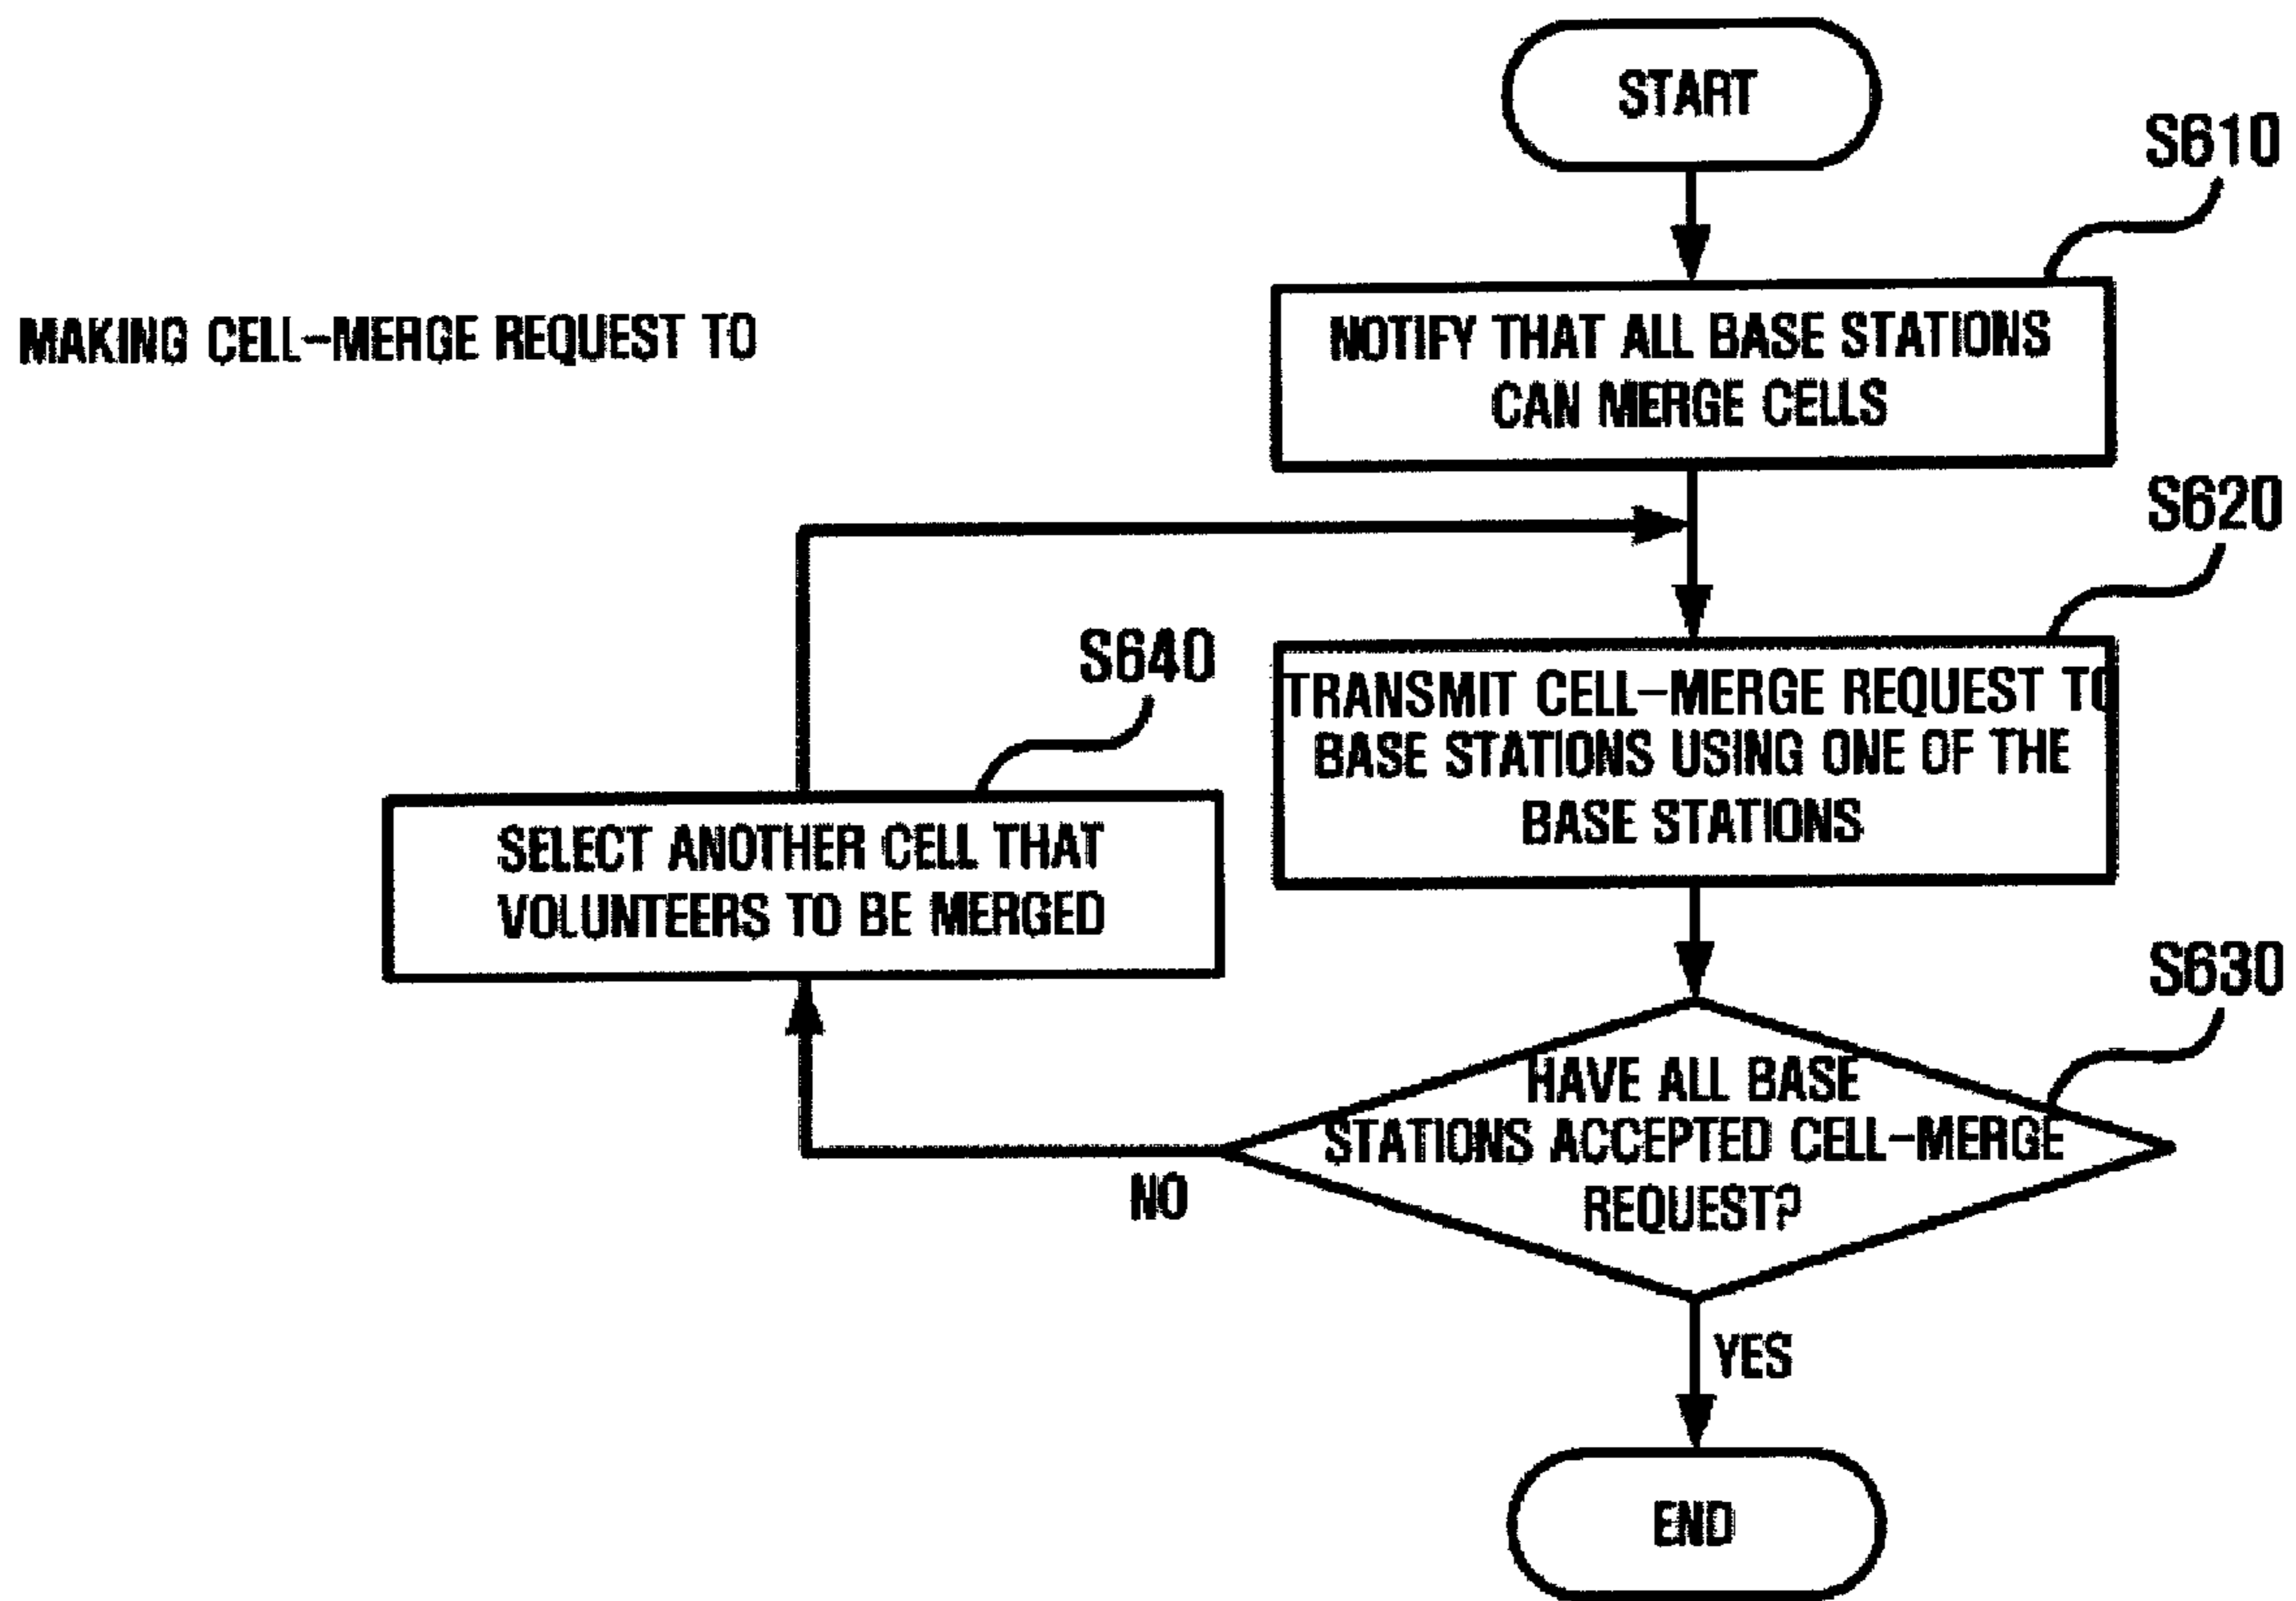 START
S610
MAKING CELL-MERGE REQUEST TO
NOTIFY THAT ALL BASE STATIONS
CAN MERGE CELLS
S620
TRANSMIT CELL-MERGE REQUEST TO
BASE STATIONS USING ONE OF THE
BASE STATIONS
S640
SELECT ANOTHER CELL THAT
VOLUNTEERS TO BE MERGED
S630
HAVE ALL BASE
STATIONS ACCEPTED CELL-MERGE
REQUEST?
NO
YES
END